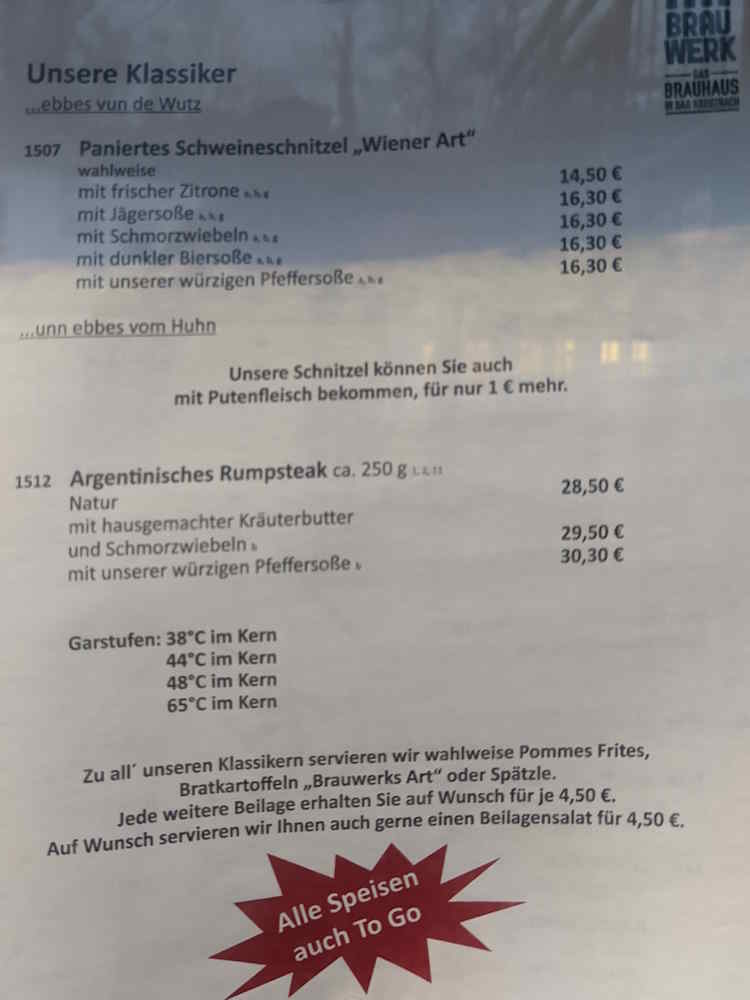 BRAU
WERK
DAS
BRAUHAUS
IN BAD KREUZNACH
Unsere Klassiker
...ebbes vun de Wutz
1507 Paniertes Schweineschnitzel „Wiener Art“
wahlweise
mit frischer Zitrone a, b, g 14,50 €
mit Jägersoße a, b, g 16,30 €
mit Schmorzwiebeln a, b, g 16,30 €
mit dunkler Biersoße a, b, g 16,30 €
mit unserer würzigen Pfeffersoße a, b, g 16,30 €
...unn ebbes vom Huhn
Unsere Schnitzel können Sie auch
mit Putenfleisch bekommen, für nur 1 € mehr.
1512 Argentinisches Rumpsteak ca. 250 g
Natur 28,50 €
mit hausgemachter Kräuterbutter
und Schmorzwiebeln 29,50 €
mit unserer würzigen Pfeffersoße 30,30 €
Garstufen: 38°C im Kern
44°C im Kern
48°C im Kern
65°C im Kern
Zu all´ unseren Klassikern servieren wir wahlweise Pommes Frites,
Bratkartoffeln „Brauwerks Art“ oder Spätzle.
Jede weitere Beilage erhalten Sie auf Wunsch für je 4,50 €.
Auf Wunsch servieren wir Ihnen auch gerne einen Beilagensalat für 4,50 €.
Alle Speisen
auch To Go